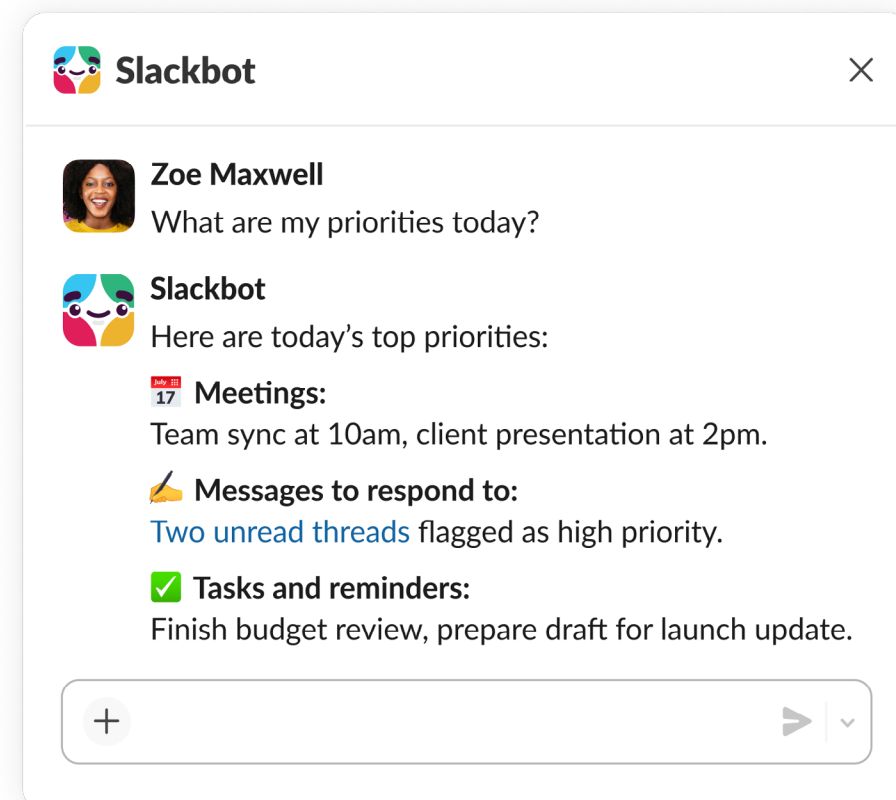 Slackbot
Zoe Maxwell
What are my priorities today?
Slackbot
Here are today’s top priorities:
July
17
Meetings:
Team sync at 10am, client presentation at 2pm.
Messages to respond to:
Two unread threads flagged as high priority.
Tasks and reminders:
Finish budget review, prepare draft for launch update.